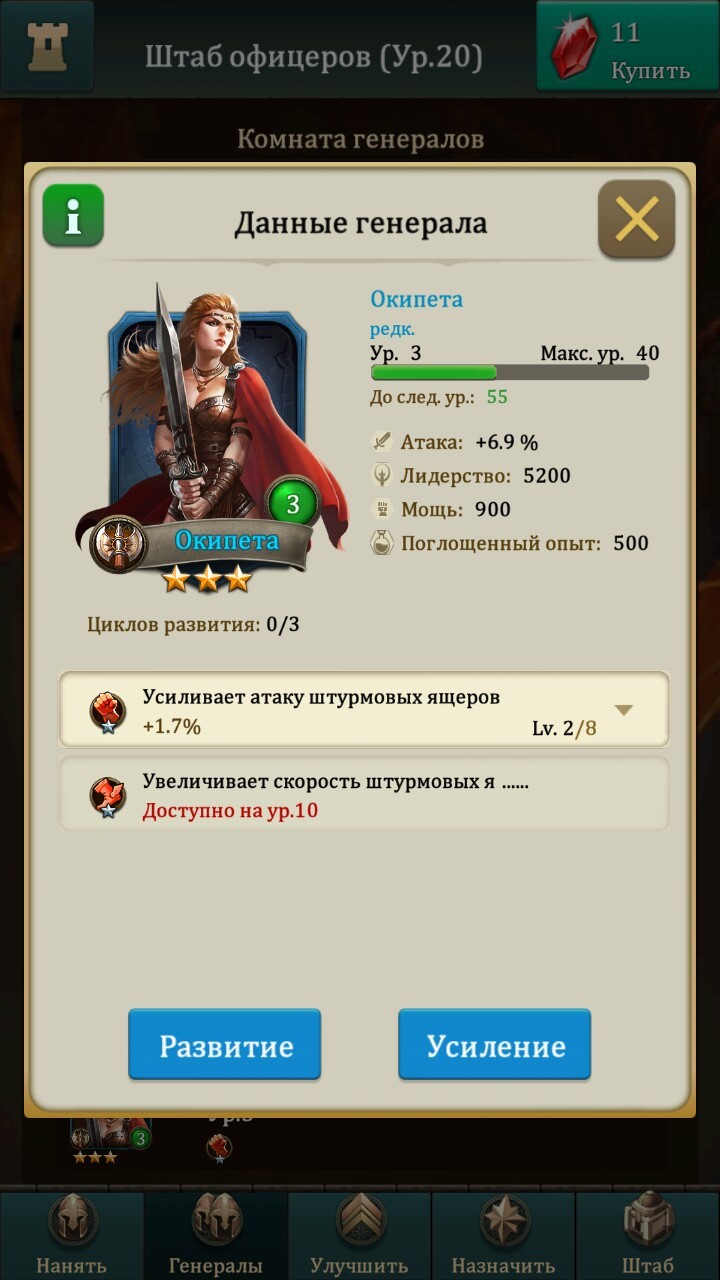 Штаб офицеров (Ур.20)
11
Купить
Комната генералов
Данные генерала
Окипета
редк.
Ур. 3 Макс. ур. 40
До след. ур.: 55
Атака: +6.9 %
Лидерство: 5200
Мощь: 900
Поглощенный опыт: 500
3
Окипета
Циклов развития: 0/3
Усиливает атаку штурмовых ящеров
+1.7% Lv. 2/8
Увеличивает скорость штурмовых я ......
Доступно на ур.10
Развитие Усиление
3
Нанять Генералы Улучшить Назначить Штаб